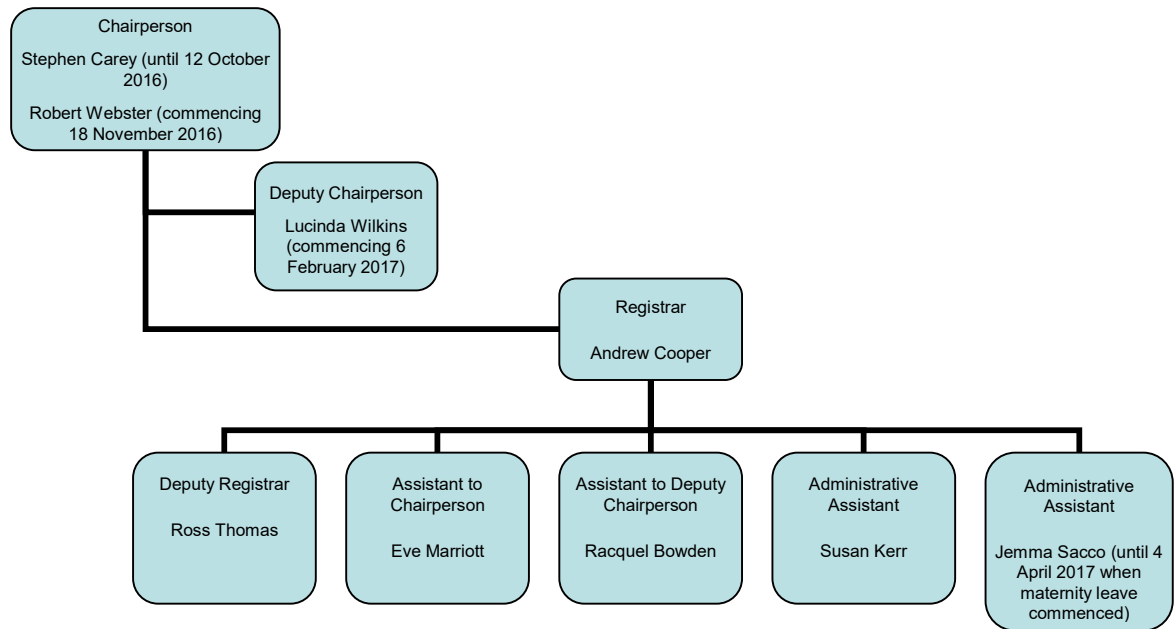 Chairperson
Stephen Carey (until 12 October
2016)
Robert Webster (commencing
18 November 2016)
Deputy Chairperson
Lucinda Wilkins
(commencing 6
February 2017)
Registrar
Andrew Cooper
Deputy Registrar
Ross Thomas
Assistant to
Chairperson
Eve Marriott
Assistant to Deputy
Chairperson
Racquel Bowden
Administrative
Assistant
Susan Kerr
Administrative
Assistant
Jemma Sacco (until 4
April 2017 when
maternity leave
commenced)